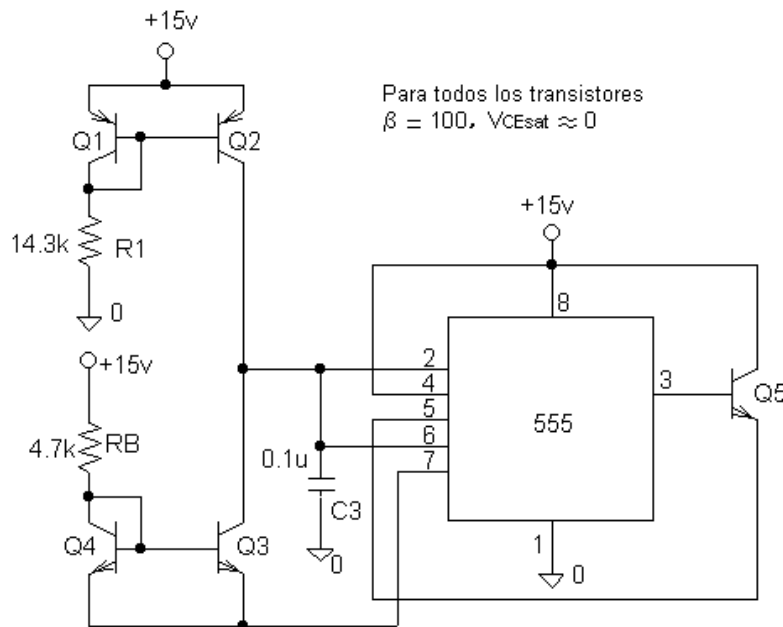 +15v
Para todos los transistores
β = 100, VCEsat ≈ 0
Q1
Q2
+15v
14.3k
R1
0
8
+15v
2
4
3
5
Q5
6
555
7
4.7k
RB
0.1u
C3
1
Q4
Q3
0
0